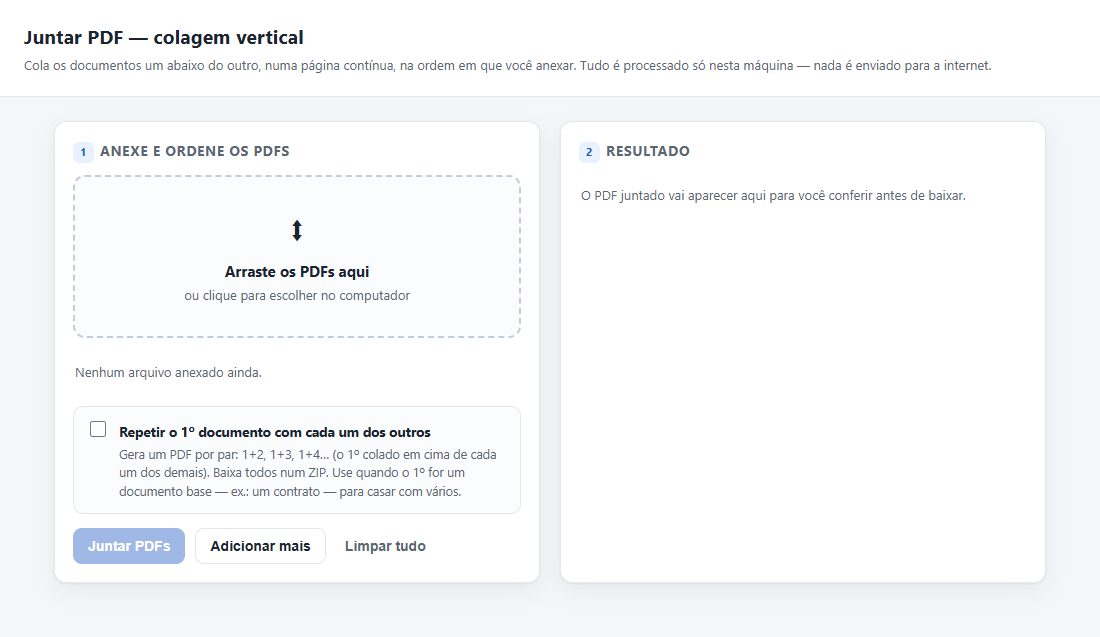 Juntar PDF — colagem vertical
Cola os documentos um abaixo do outro, numa página contínua, na ordem em que você anexar. Tudo é processado só nesta máquina — nada é enviado para a internet.
1 ANEXE E ORDENE OS PDFS
Arraste os PDFs aqui
ou clique para escolher no computador
Nenhum arquivo anexado ainda.
Repetir o 1º documento com cada um dos outros
Gera um PDF por par: 1+2, 1+3, 1+4... (o 1º colado em cima de cada
um dos demais). Baixa todos num ZIP. Use quando o 1º for um
documento base — ex.: um contrato — para casar com vários.
Juntar PDFs
Adicionar mais
Limpar tudo
2 RESULTADO
O PDF juntado vai aparecer aqui para você conferir antes de baixar.